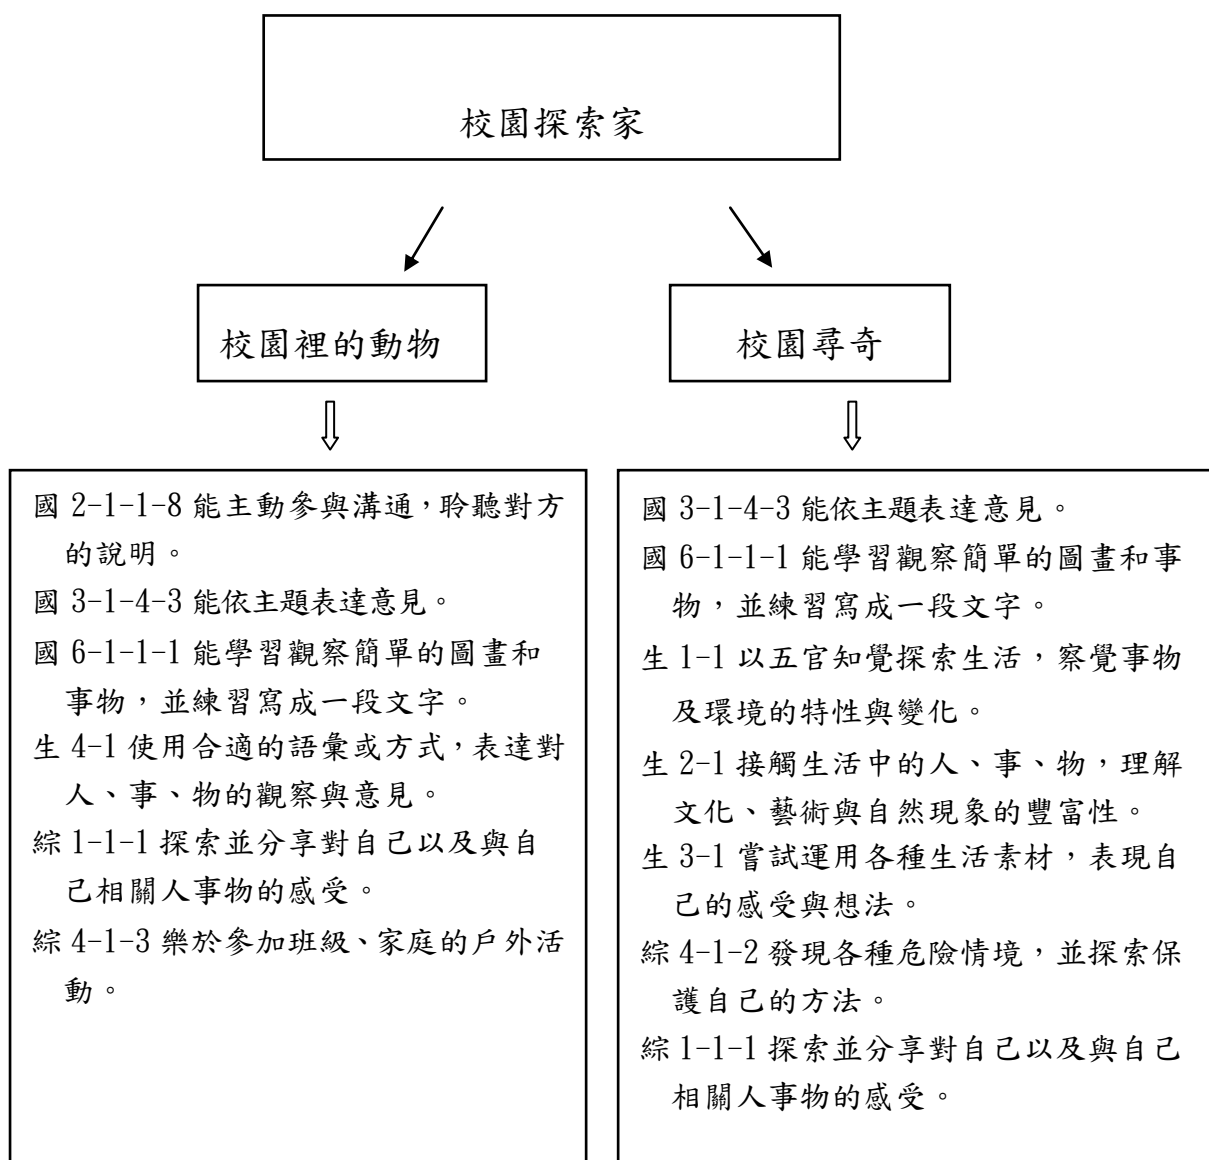 校園探索家
校園裡的動物
校園尋奇
國 2-1-1-8 能主動參與溝通，聆聽對方
的說明。
國 3-1-4-3 能依主題表達意見。
國 6-1-1-1 能學習觀察簡單的圖畫和
事物，並練習寫成一段文字。
生 4-1 使用合適的語彙或方式，表達對
人、事、物的觀察與意見。
綜 1-1-1 探索並分享對自己以及與自
己相關人事物的感受。
綜 4-1-3 樂於參加班級、家庭的戶外活
動。
國 3-1-4-3 能依主題表達意見。
國 6-1-1-1 能學習觀察簡單的圖畫和事
物，並練習寫成一段文字。
生 1-1 以五官知覺探索生活，察覺事物
及環境的特性與變化。
生 2-1 接觸生活中的人、事、物，理解
文化、藝術與自然現象的豐富性。
生 3-1 嘗試運用各種生活素材，表現自
己的感受與想法。
綜 4-1-2 發現各種危險情境，並探索保
護自己的方法。
綜 1-1-1 探索並分享對自己以及與自己
相關人事物的感受。